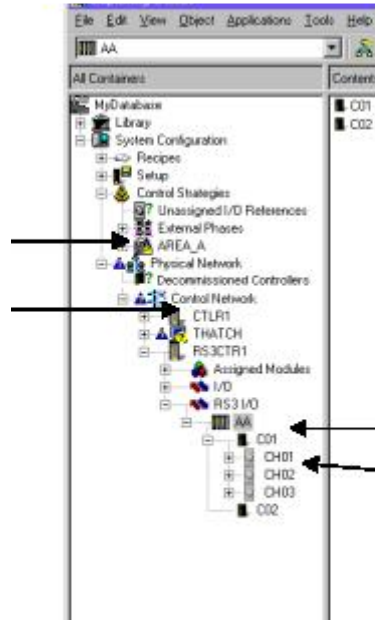 File Edit View Object Applications Tools Help
AA
All Containers
Content
MyDatabase
Library
System Configuration
Recipes
Setup
Control Strategies
Unassigned I/O References
External Phases
AREA_A
Physical Network
Decommissioned Controllers
Control Network
CTLR1
THATCH
RS3CTR1
Assigned Modules
I/O
RS3 I/O
AA
C01
CH01
CH02
CH03
C02
C01
C02